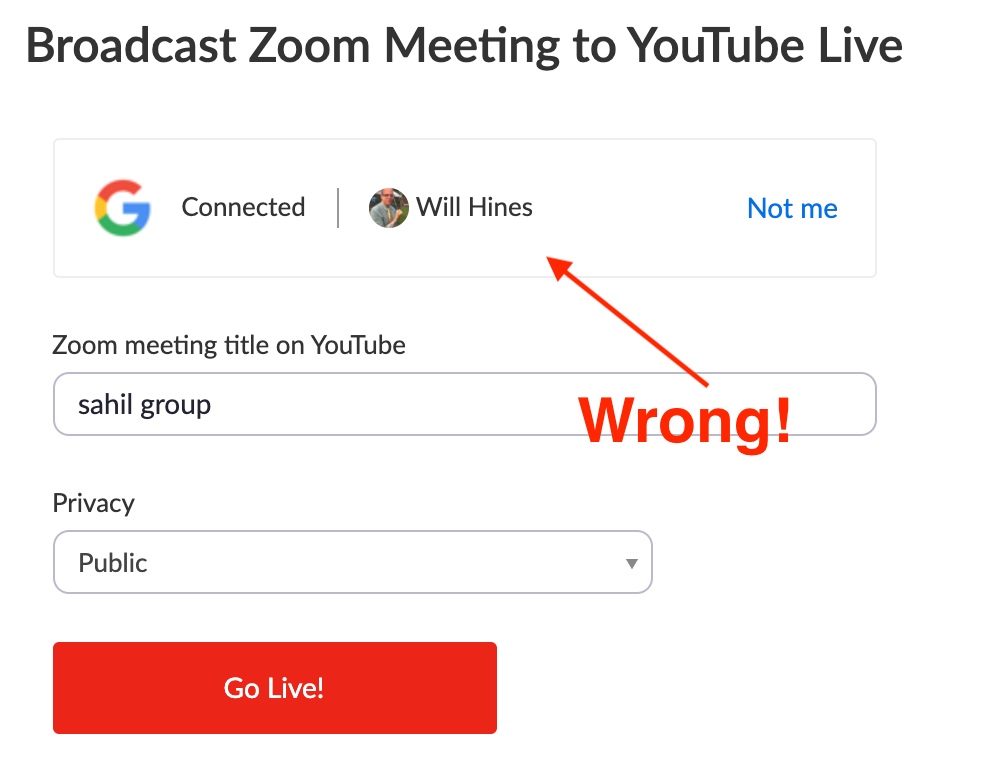 Broadcast Zoom Meeting to YouTube Live
Connected | Will Hines Not me
Zoom meeting title on YouTube
sahil group
Wrong!
Privacy
Public
Go Live!